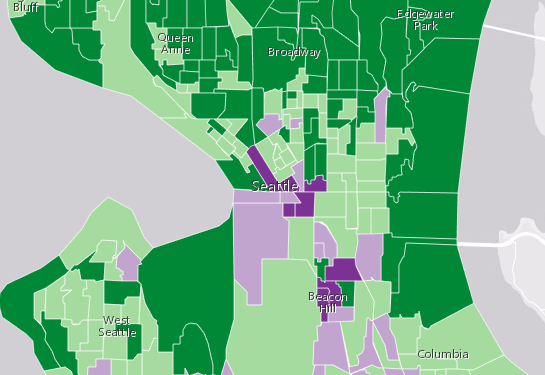 Bluff
Edgewater
Park
Queen
Anne
Broadway
Seattle
Beacon
Hill
West
Seattle
Columbia